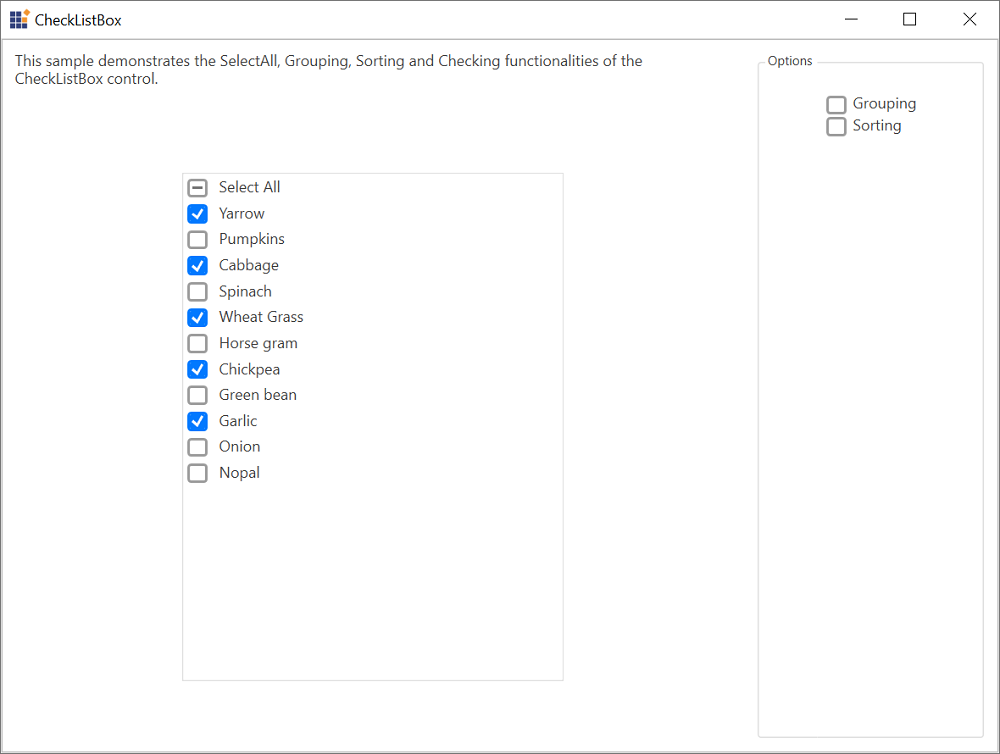 CheckListBox
This sample demonstrates the SelectAll, Grouping, Sorting and Checking functionalities of the
CheckListBox control.
Options
Grouping
Sorting
Select All
Yarrow
Pumpkins
Cabbage
Spinach
Wheat Grass
Horse gram
Chickpea
Green bean
Garlic
Onion
Nopal